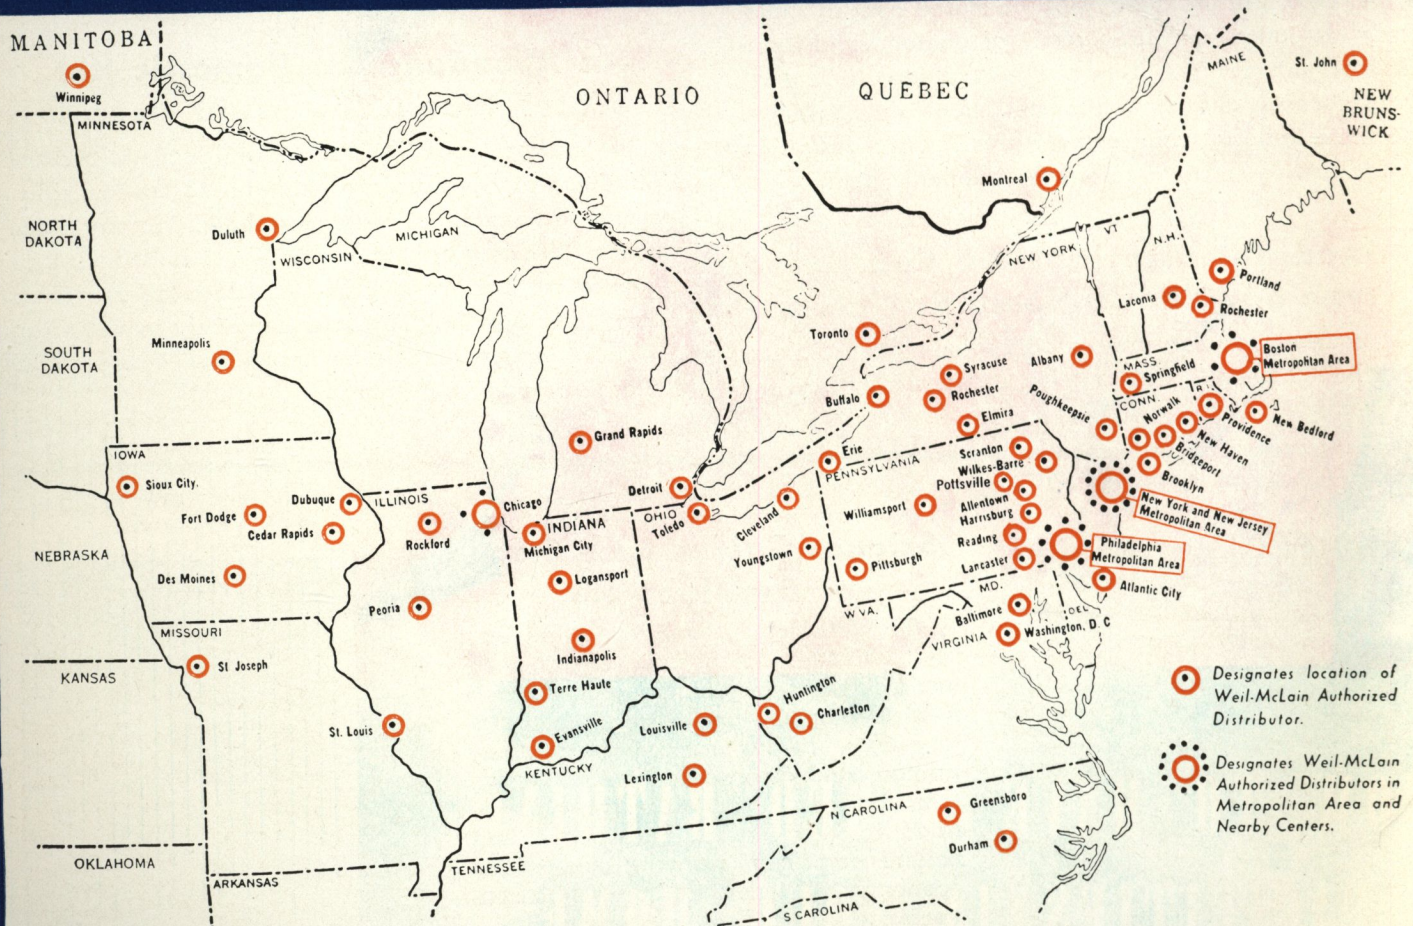 MANITOBA
Winnipeg
MINNESOTA
ONTARIO
QUEBEC
MAINE
St. John
NEW
BRUNS-
WICK
Montreal
NORTH
DAKOTA
Duluth
WISCONSIN
MICHIGAN
NEW YORK
VT
N.H.
Portland
Laconia
Rochester
SOUTH
DAKOTA
Minneapolis
Toronto
Albany
MASS.
Springfield
Boston
Metropolitan Area
Syracuse
Rochester
Buffalo
Elmira
Poughkeepsie
CONN.
R.I.
Norwalk
Providence
New Bedford
New Haven
Bridgeport
Brooklyn
Grand Rapids
Erie
PENNSYLVANIA
Scranton
Wilkes-Barre
Pottsville
Allentown
Harrisburg
Reading
Lancaster
Williamsport
Pittsburgh
New York and New Jersey
Metropolitan Area
Philadelphia
Metropolitan Area
Atlantic City
IOWA
Sioux City.
Fort Dodge
Dubuque
Cedar Rapids
Des Moines
ILLINOIS
Rockford
Chicago
INDIANA
Michigan City
Detroit
OHIO
Toledo
Cleveland
Youngstown
NEBRASKA
Logansport
Peoria
Indianapolis
W VA.
MD.
DEL
Baltimore
VIRGINIA
Washington, D C
MISSOURI
KANSAS
St Joseph
Terre Haute
St. Louis
Evansville
KENTUCKY
Louisville
Lexington
Huntington
Charleston
Designates location of
Weil-McLain Authorized
Distributor.
Designates Weil-McLain
Authorized Distributors in
Metropolitan Area and
Nearby Centers.
N CAROLINA
Greensboro
Durham
OKLAHOMA
ARKANSAS
TENNESSEE
S CAROLINA